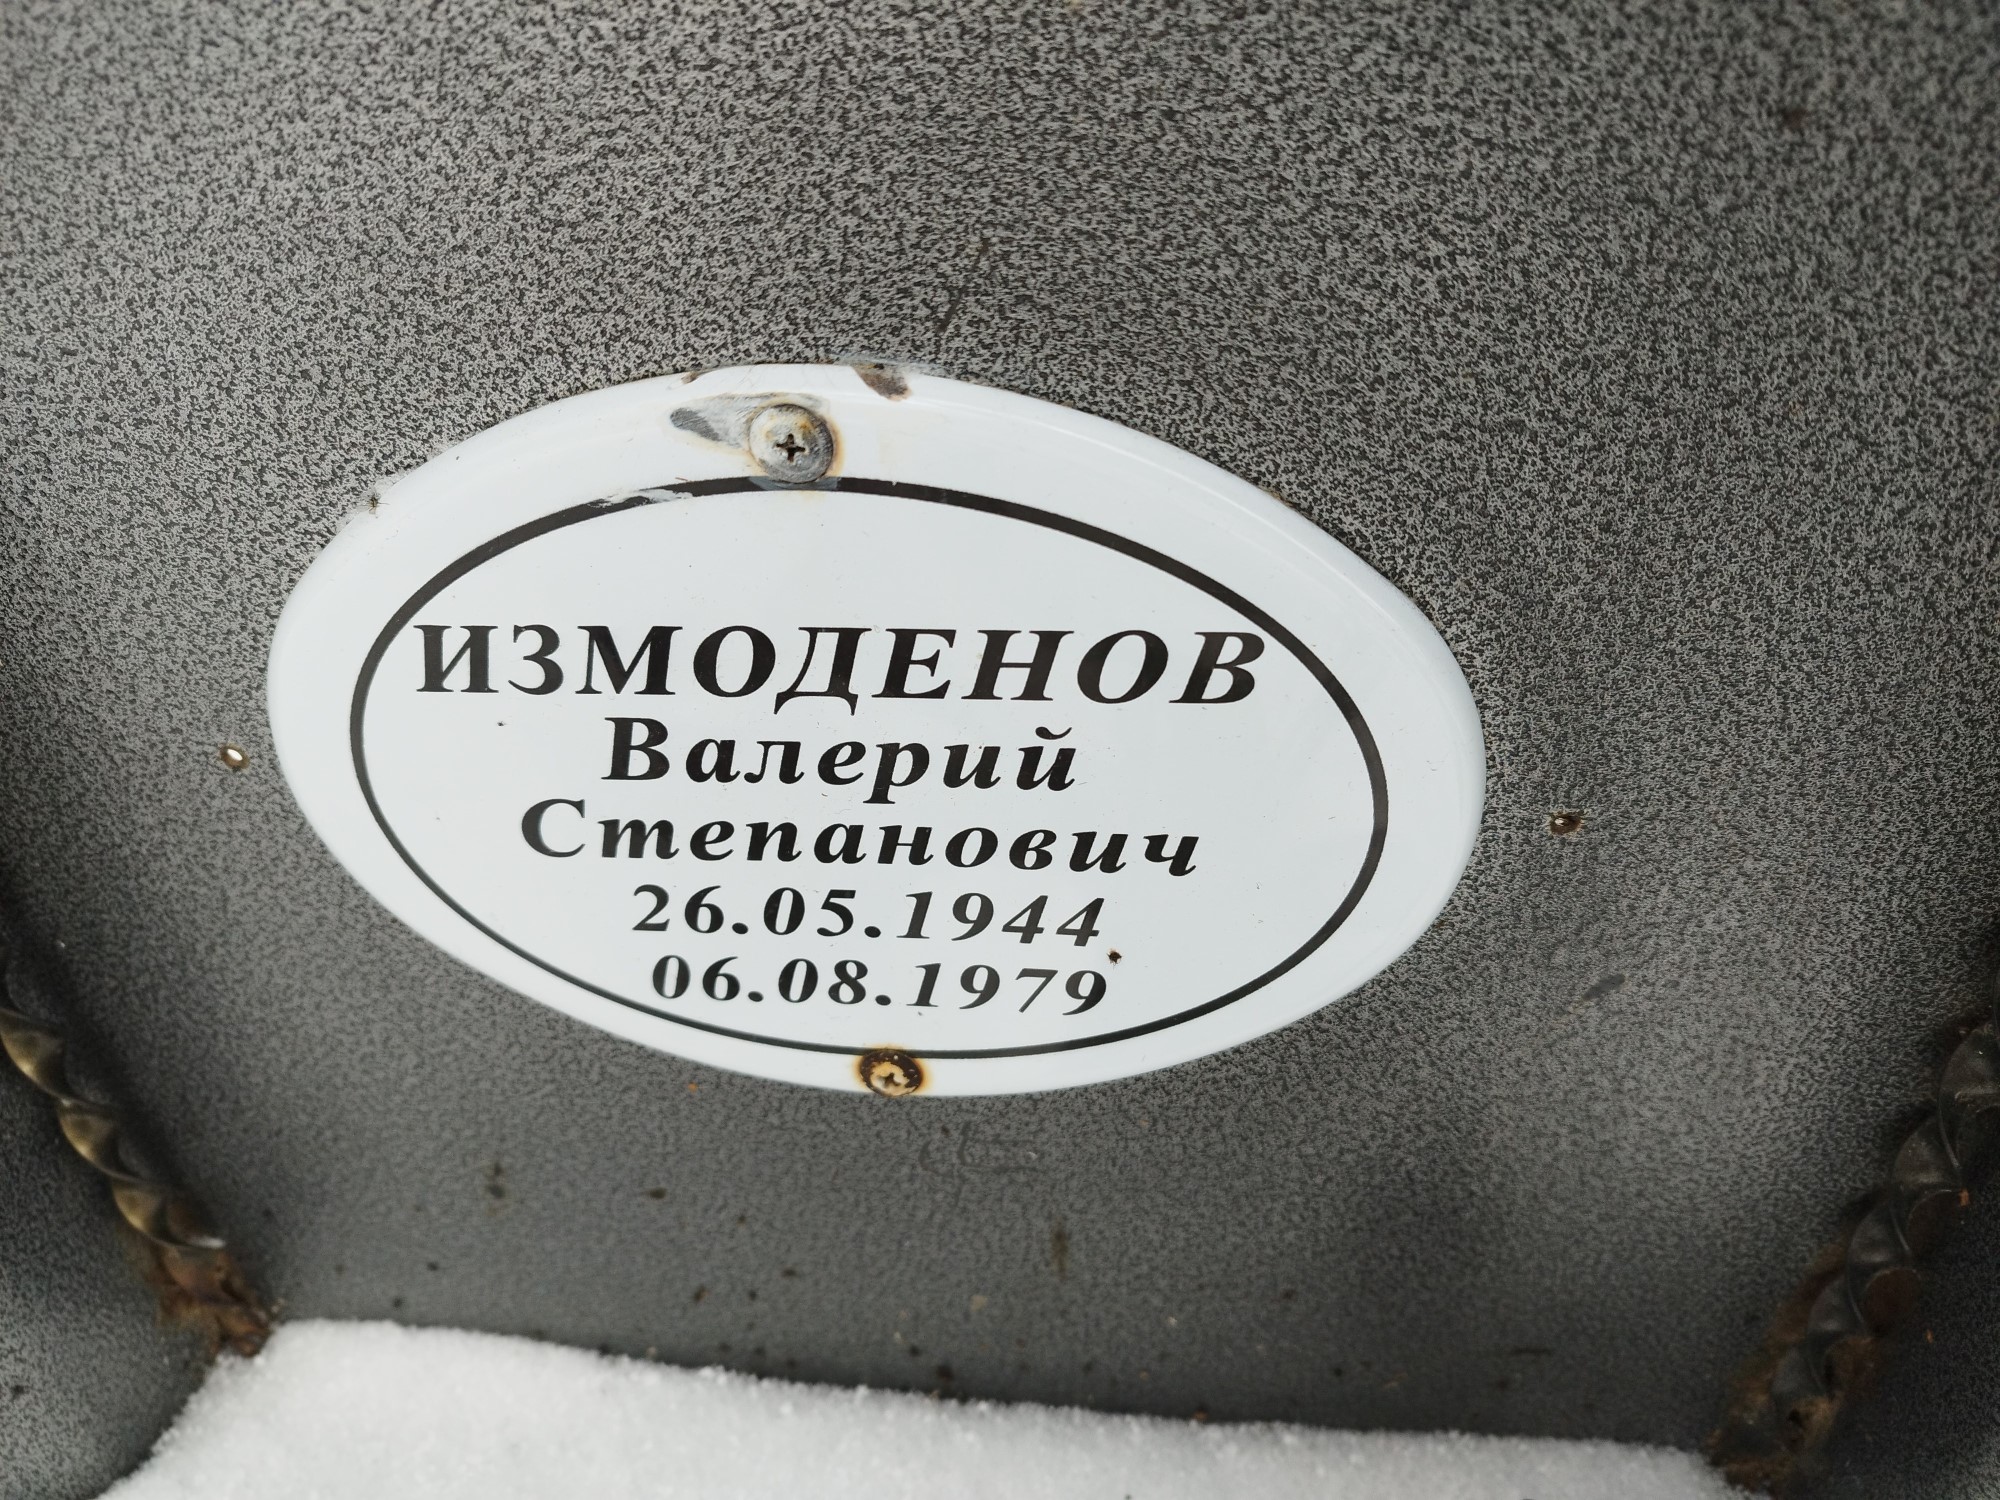 ИЗМОДЕНОВ
Валерий
Степанович
26.05.1944
06.08.1979